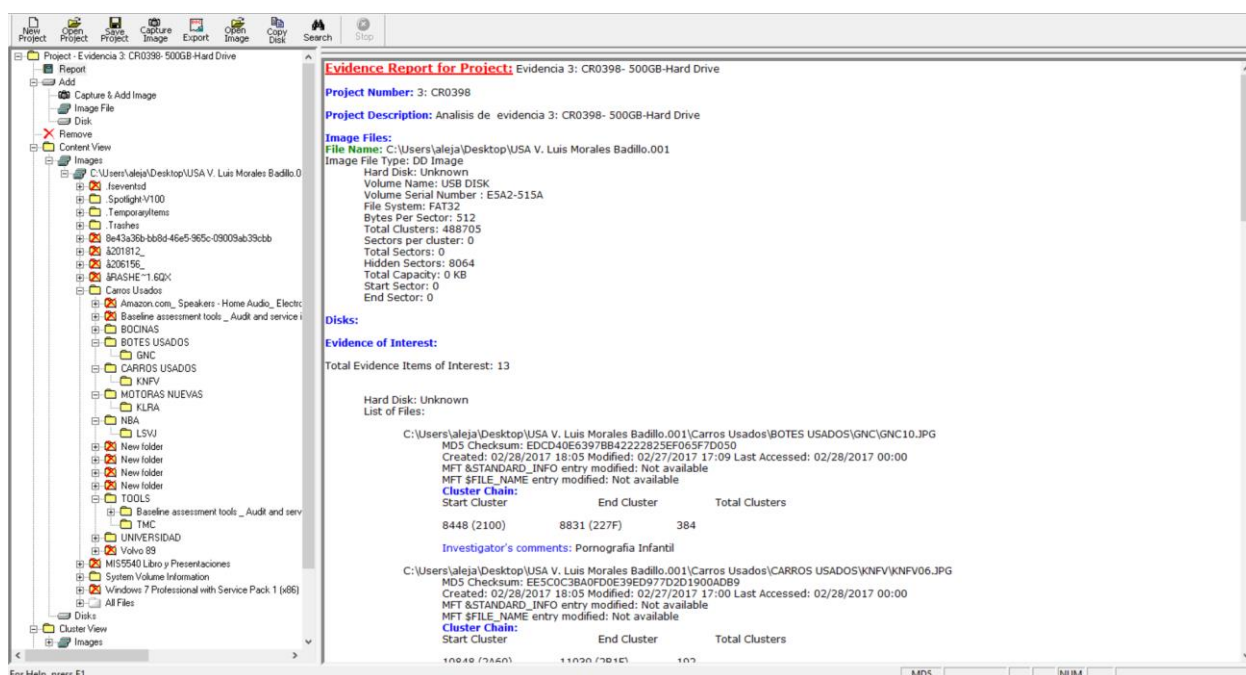 New Project
Open Project
Save Project
Capture Image
Export
Open Image
Copy Disk
Search
Stop
Project - Evidencia 3: CR0398- 500GB-Hard Drive
Report
Add
Capture & Add Image
Image File
Disk
Remove
Content View
Images
C:\Users\aleja\Desktop\USA V. Luis Morales Badillo.0
.fseventsd
.Spotlight-V100
.TemporaryItems
.Trashes
8e43a36b-bb8d-46e5-965c-09009ab39cbb
å201812_
å206156_
åRASHE~1.6QX
Carros Usados
Amazon.com_ Speakers - Home Audio_ Electro
Baseline assessment tools _ Audit and service i
BOCINAS
BOTES USADOS
GNC
CARROS USADOS
KNFV
MOTORAS NUEVAS
KLRA
NBA
LSVJ
New folder
New folder
New folder
New folder
TOOLS
Baseline assessment tools _ Audit and serv
TMC
UNIVERSIDAD
Volvo 89
MIS5540 Libro y Presentaciones
System Volume Information
Windows 7 Professional with Service Pack 1 (x86)
All Files
Disks
Cluster View
Images
For Help, press F1
Evidence Report for Project: Evidencia 3: CR0398- 500GB-Hard Drive
Project Number: 3: CR0398
Project Description: Analisis de evidencia 3: CR0398- 500GB-Hard Drive
Image Files:
File Name: C:\Users\aleja\Desktop\USA V. Luis Morales Badillo.001
Image File Type: DD Image
Hard Disk: Unknown
Volume Name: USB DISK
Volume Serial Number : E5A2-515A
File System: FAT32
Bytes Per Sector: 512
Total Clusters: 488705
Sectors per cluster: 0
Total Sectors: 0
Hidden Sectors: 8064
Total Capacity: 0 KB
Start Sector: 0
End Sector: 0
Disks:
Evidence of Interest:
Total Evidence Items of Interest: 13
Hard Disk: Unknown
List of Files:
C:\Users\aleja\Desktop\USA V. Luis Morales Badillo.001\Carros Usados\BOTES USADOS\GNC\GNC10.JPG
MD5 Checksum: EDCD40E6397BB42222825EF065F7D050
Created: 02/28/2017 18:05 Modified: 02/27/2017 17:09 Last Accessed: 02/28/2017 00:00
MFT &STANDARD_INFO entry modified: Not available
MFT $FILE_NAME entry modified: Not available
Cluster Chain:
Start Cluster End Cluster Total Clusters
8448 (2100) 8831 (227F) 384
Investigator's comments: Pornografia Infantil
C:\Users\aleja\Desktop\USA V. Luis Morales Badillo.001\Carros Usados\CARROS USADOS\KNFV\KNFV06.JPG
MD5 Checksum: EE5C0C3BA0FD0E39ED977D2D1900ADB9
Created: 02/28/2017 18:05 Modified: 02/27/2017 17:00 Last Accessed: 02/28/2017 00:00
MFT &STANDARD_INFO entry modified: Not available
MFT $FILE_NAME entry modified: Not available
Cluster Chain:
Start Cluster End Cluster Total Clusters
10848 (2A60) 11039 (2B1F) 192
MD5
NUM